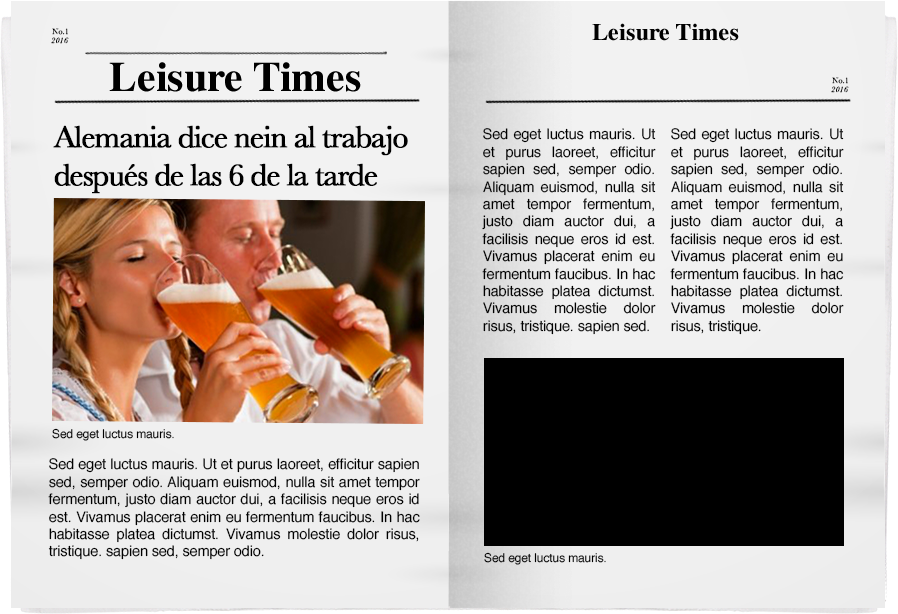 No.1
2016
Leisure Times
Alemania dice nein al trabajo
después de las 6 de la tarde
Sed eget luctus mauris.
Sed eget luctus mauris. Ut et purus laoreet, efficitur sapien
sed, semper odio. Aliquam euismod, nulla sit amet tempor
fermentum, justo diam auctor dui, a facilisis neque eros id
est. Vivamus placerat enim eu fermentum faucibus. In hac
habitasse platea dictumst. Vivamus molestie dolor risus,
tristique. sapien sed, semper odio.
Leisure Times
No.1
2016
Sed eget luctus mauris. Ut
et purus laoreet, efficitur
sapien sed, semper odio.
Aliquam euismod, nulla sit
amet tempor fermentum,
justo diam auctor dui, a
facilisis neque eros id est.
Vivamus placerat enim eu
fermentum faucibus. In hac
habitasse platea dictumst.
Vivamus molestie dolor
risus, tristique. sapien sed.
Sed eget luctus mauris. Ut
et purus laoreet, efficitur
sapien sed, semper odio.
Aliquam euismod, nulla sit
amet tempor fermentum,
justo diam auctor dui, a
facilisis neque eros id est.
Vivamus placerat enim eu
fermentum faucibus. In hac
habitasse platea dictumst.
Vivamus molestie dolor
risus, tristique.
Sed eget luctus mauris.